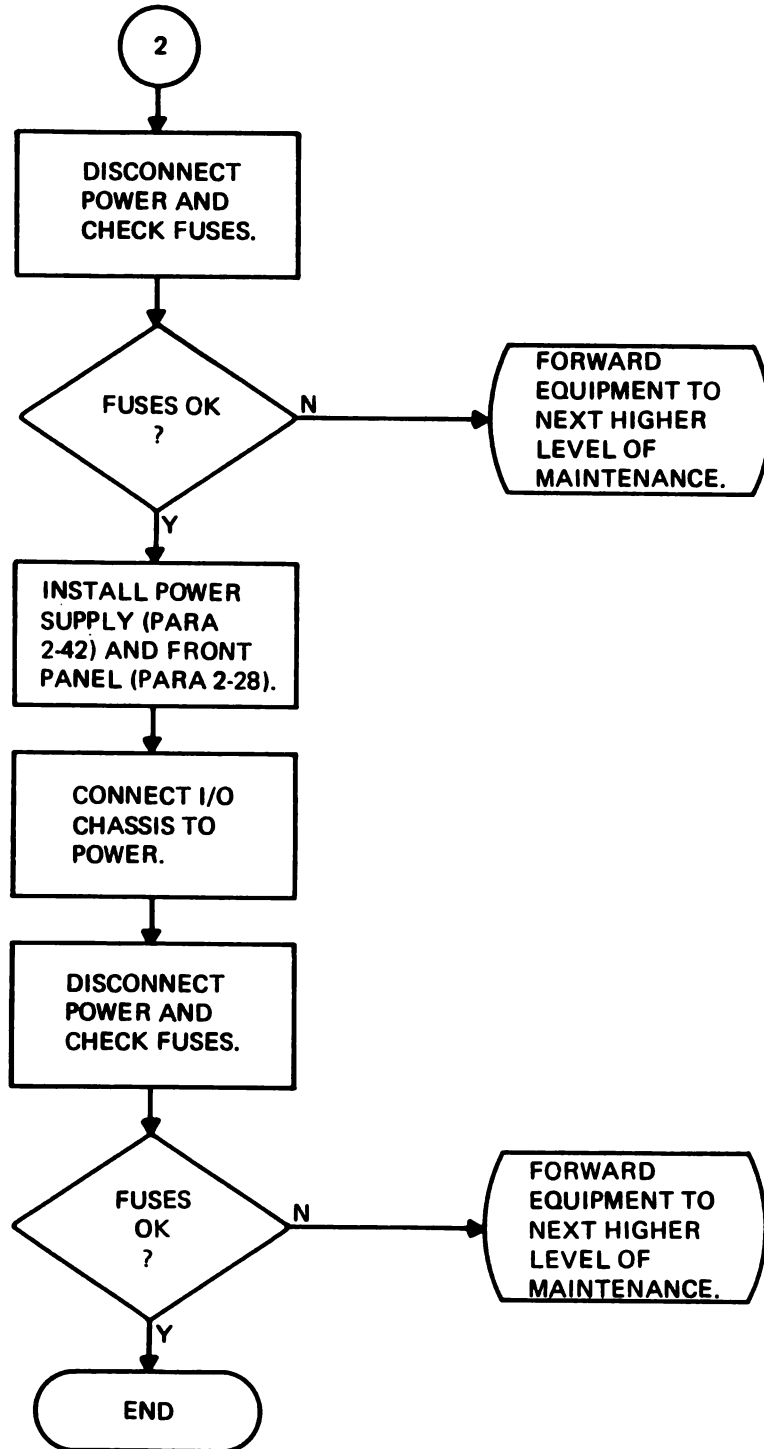 2
DISCONNECT
POWER AND
CHECK FUSES.
FUSES OK
?
N
FORWARD
EQUIPMENT TO
NEXT HIGHER
LEVEL OF
MAINTENANCE.
Y
INSTALL POWER
SUPPLY (PARA
2-42) AND FRONT
PANEL (PARA 2-28).
CONNECT I/O
CHASSIS TO
POWER.
DISCONNECT
POWER AND
CHECK FUSES.
FUSES
OK
?
N
FORWARD
EQUIPMENT TO
NEXT HIGHER
LEVEL OF
MAINTENANCE.
Y
END